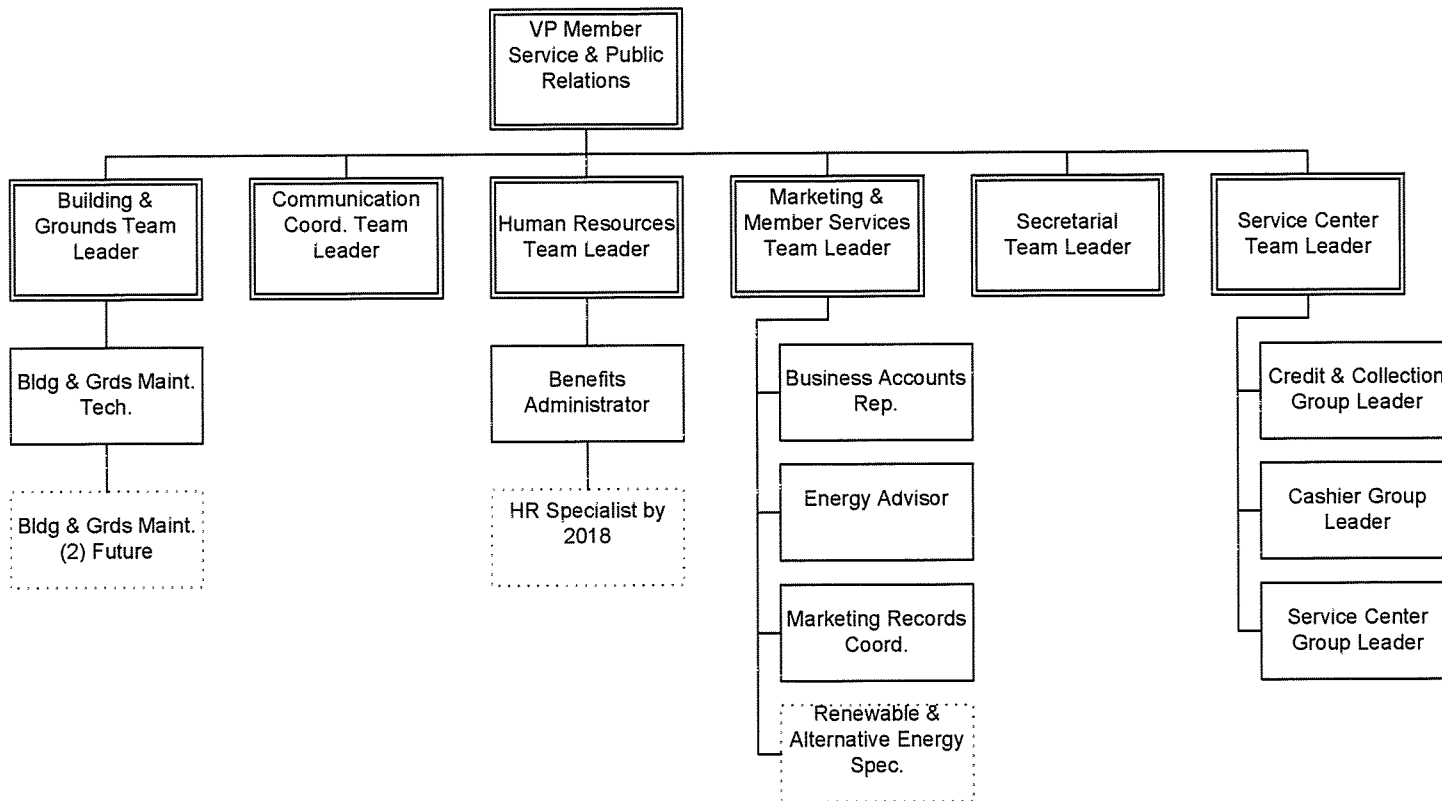 VP Member
Service & Public
Relations
Building &
Grounds Team
Leader
Communication
Coord. Team
Leader
Human Resources
Team Leader
Marketing &
Member Services
Team Leader
Secretarial
Team Leader
Service Center
Team Leader
Bldg & Grds Maint.
Tech.
Bldg & Grds Maint.
(2) Future
Benefits
Administrator
HR Specialist by
2018
Business Accounts
Rep.
Energy Advisor
Marketing Records
Coord.
Renewable &
Alternative Energy
Spec.
Credit & Collection
Group Leader
Cashier Group
Leader
Service Center
Group Leader